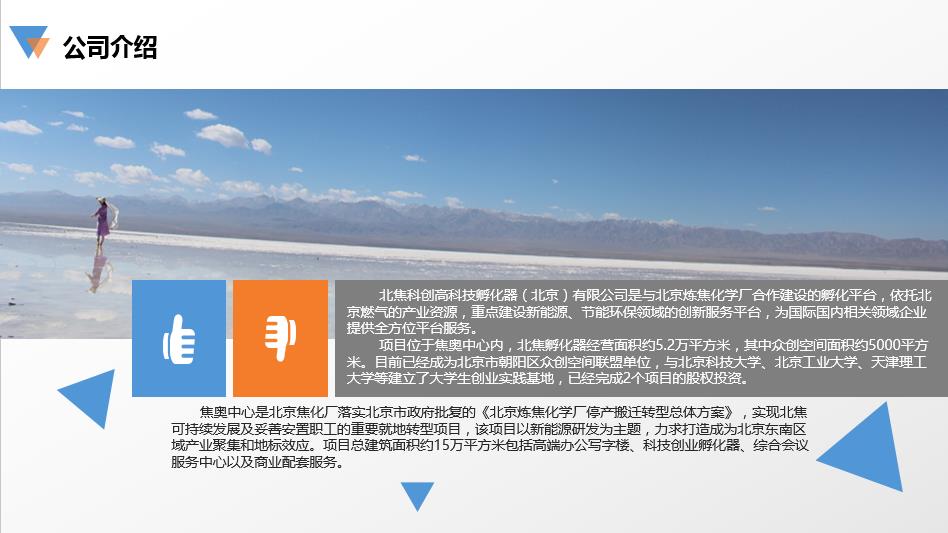 公司介绍
北焦科创高科技孵化器（北京）有限公司是与北京炼焦化学厂合作建设的孵化平台，依托北
京燃气的产业资源，重点建设新能源、节能环保领域的创新服务平台，为国际国内相关领域企业
提供全方位平台服务。
项目位于焦奥中心内，北焦孵化器经营面积约5.2万平方米，其中众创空间面积约5000平方
米。目前已经成为北京市朝阳区众创空间联盟单位，与北京科技大学、北京工业大学、天津理工
大学等建立了大学生创业实践基地，已经完成2个项目的股权投资。
焦奥中心是北京焦化厂落实北京市政府批复的《北京炼焦化学厂停产搬迁转型总体方案》，实现北焦
可持续发展及妥善安置职工的重要就地转型项目，该项目以新能源研发为主题，力求打造成为北京东南区
域产业聚集和地标效应。项目总建筑面积约15万平方米包括高端办公写字楼、科技创业孵化器、综合会议
服务中心以及商业配套服务。